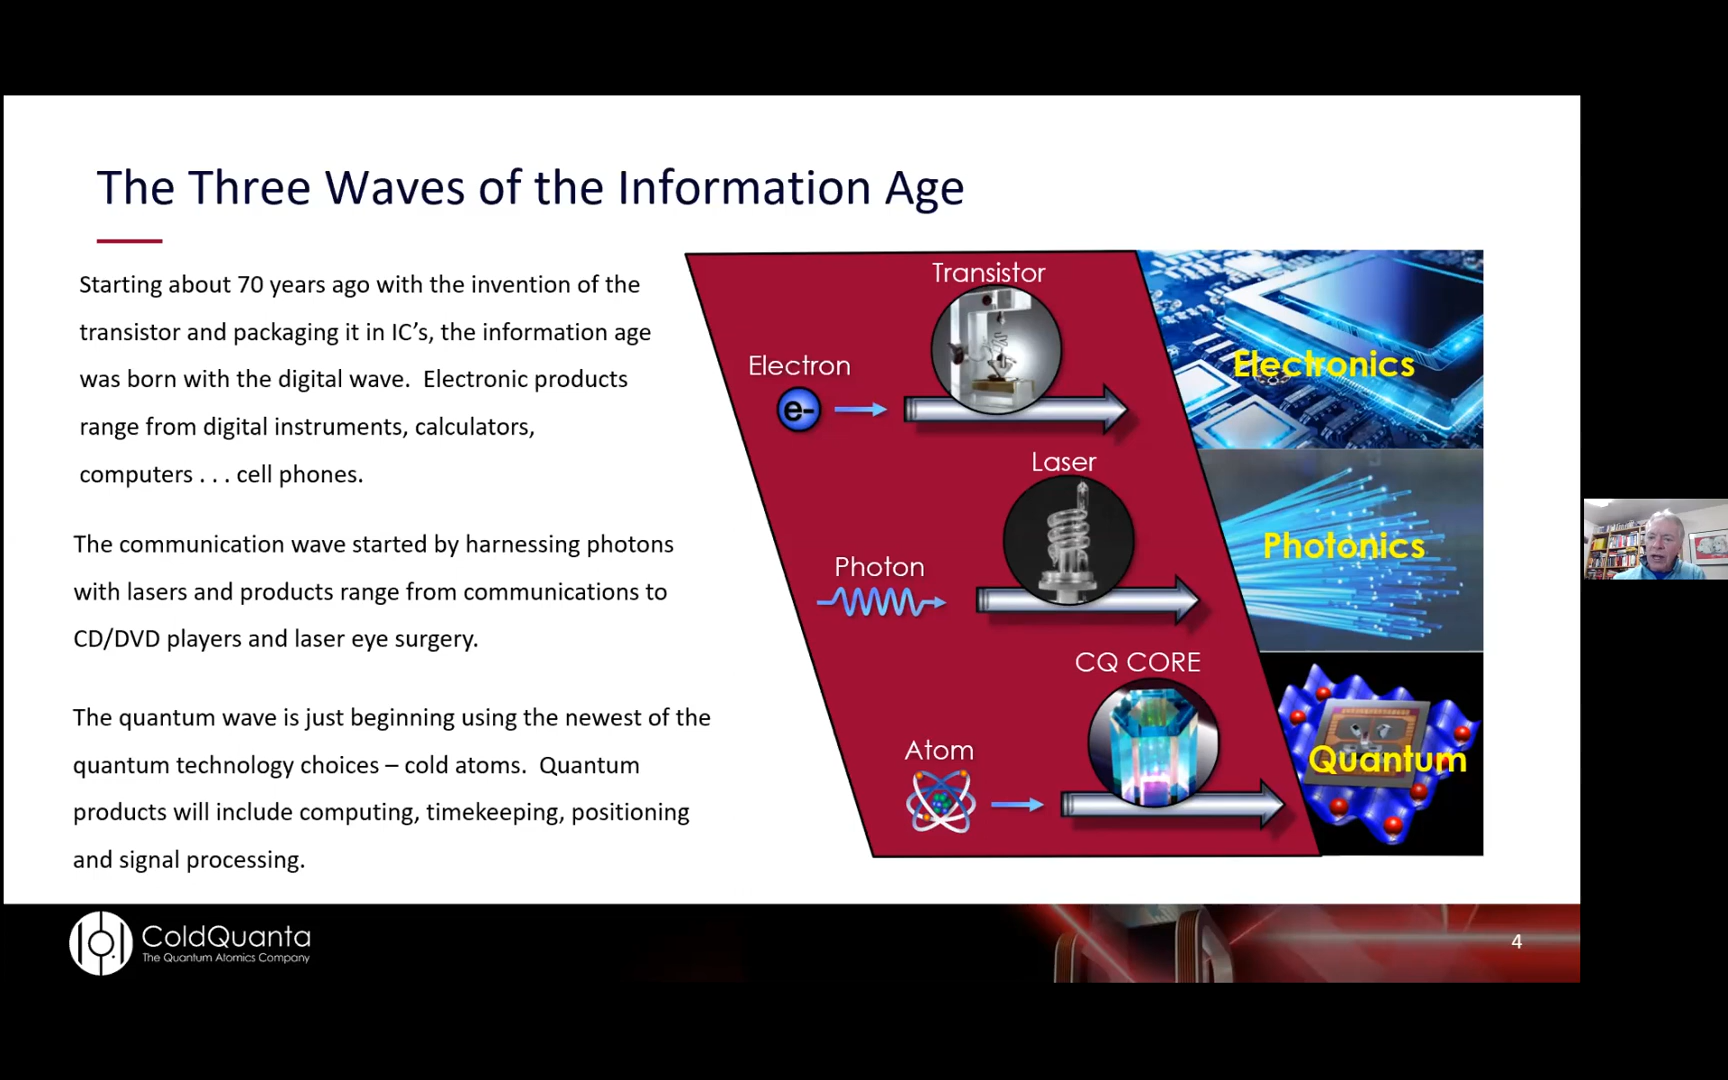 The Three Waves of the Information Age
Starting about 70 years ago with the invention of the
transistor and packaging it in IC’s, the information age
was born with the digital wave.  Electronic products
range from digital instruments, calculators,
computers . . . cell phones.
The communication wave started by harnessing photons
with lasers and products range from communications to
CD/DVD players and laser eye surgery.
The quantum wave is just beginning using the newest of the
quantum technology choices – cold atoms.  Quantum
products will include computing, timekeeping, positioning
and signal processing.
Transistor
Electron
e-
Electronics
Laser
Photon
Photonics
CQ CORE
Atom
Quantum
ColdQuanta
The Quantum Atomics Company
4